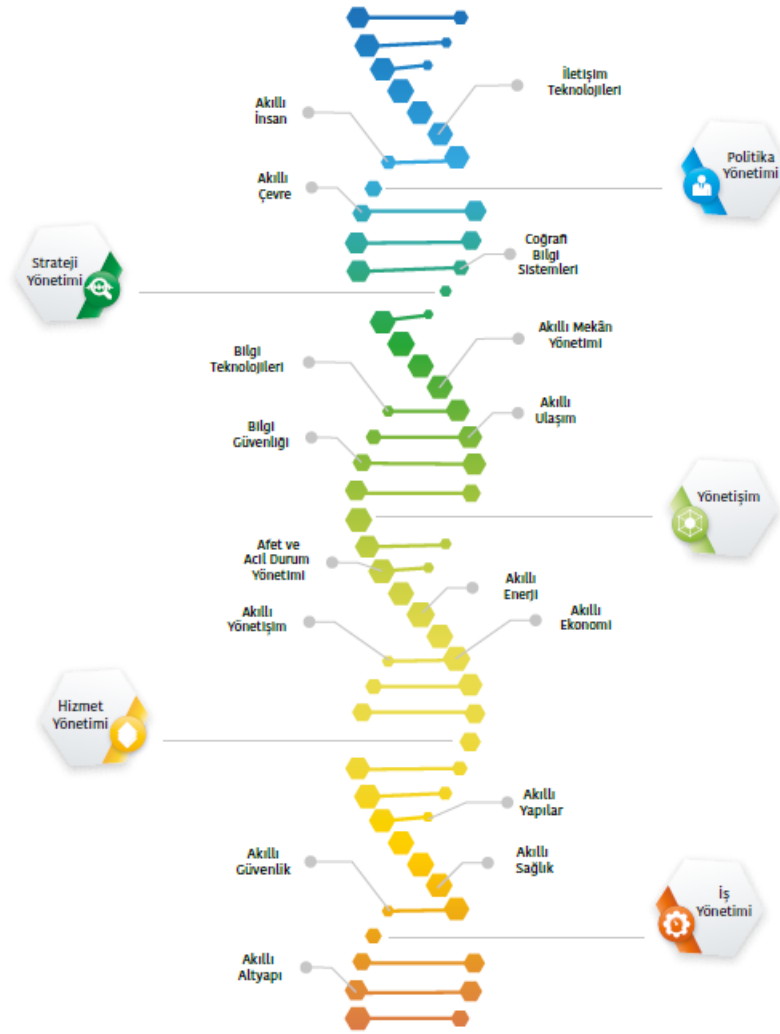 İletişim
Teknolojileri
Akıllı
İnsan
Politika
Yönetimi
Akıllı
Çevre
Coğrafi
Bilgi
Sistemleri
Strateji
Yönetimi
Akıllı Mekân
Yönetimi
Bilgi
Teknolojileri
Akıllı
Ulaşım
Bilgi
Güvenliği
Yönetişim
Afet ve
Acil Durum
Yönetimi
Akıllı
Enerji
Akıllı
Yönetişim
Akıllı
Ekonomi
Hizmet
Yönetimi
Akıllı
Yapılar
Akıllı
Güvenlik
Akıllı
Sağlık
İş
Yönetimi
Akıllı
Altyapı